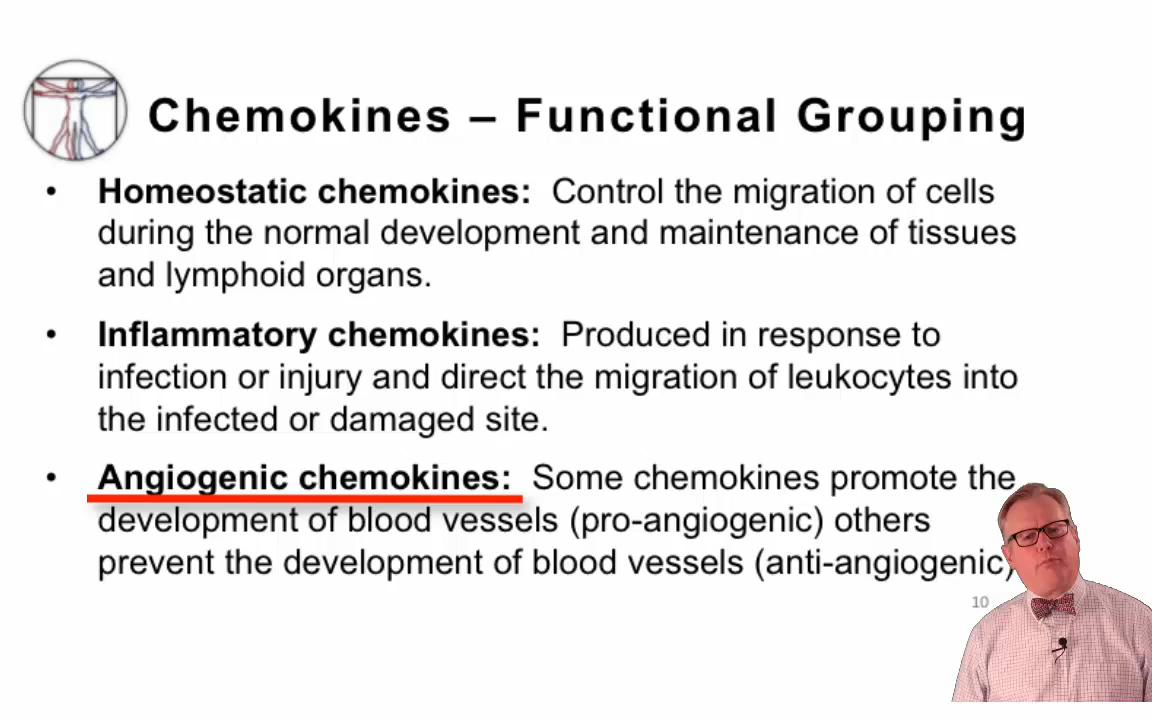 Chemokines – Functional Grouping
• Homeostatic chemokines: Control the migration of cells
during the normal development and maintenance of tissues
and lymphoid organs.
• Inflammatory chemokines: Produced in response to
infection or injury and direct the migration of leukocytes into
the infected or damaged site.
• Angiogenic chemokines: Some chemokines promote the
development of blood vessels (pro-angiogenic) others
prevent the development of blood vessels (anti-angiogenic)
10